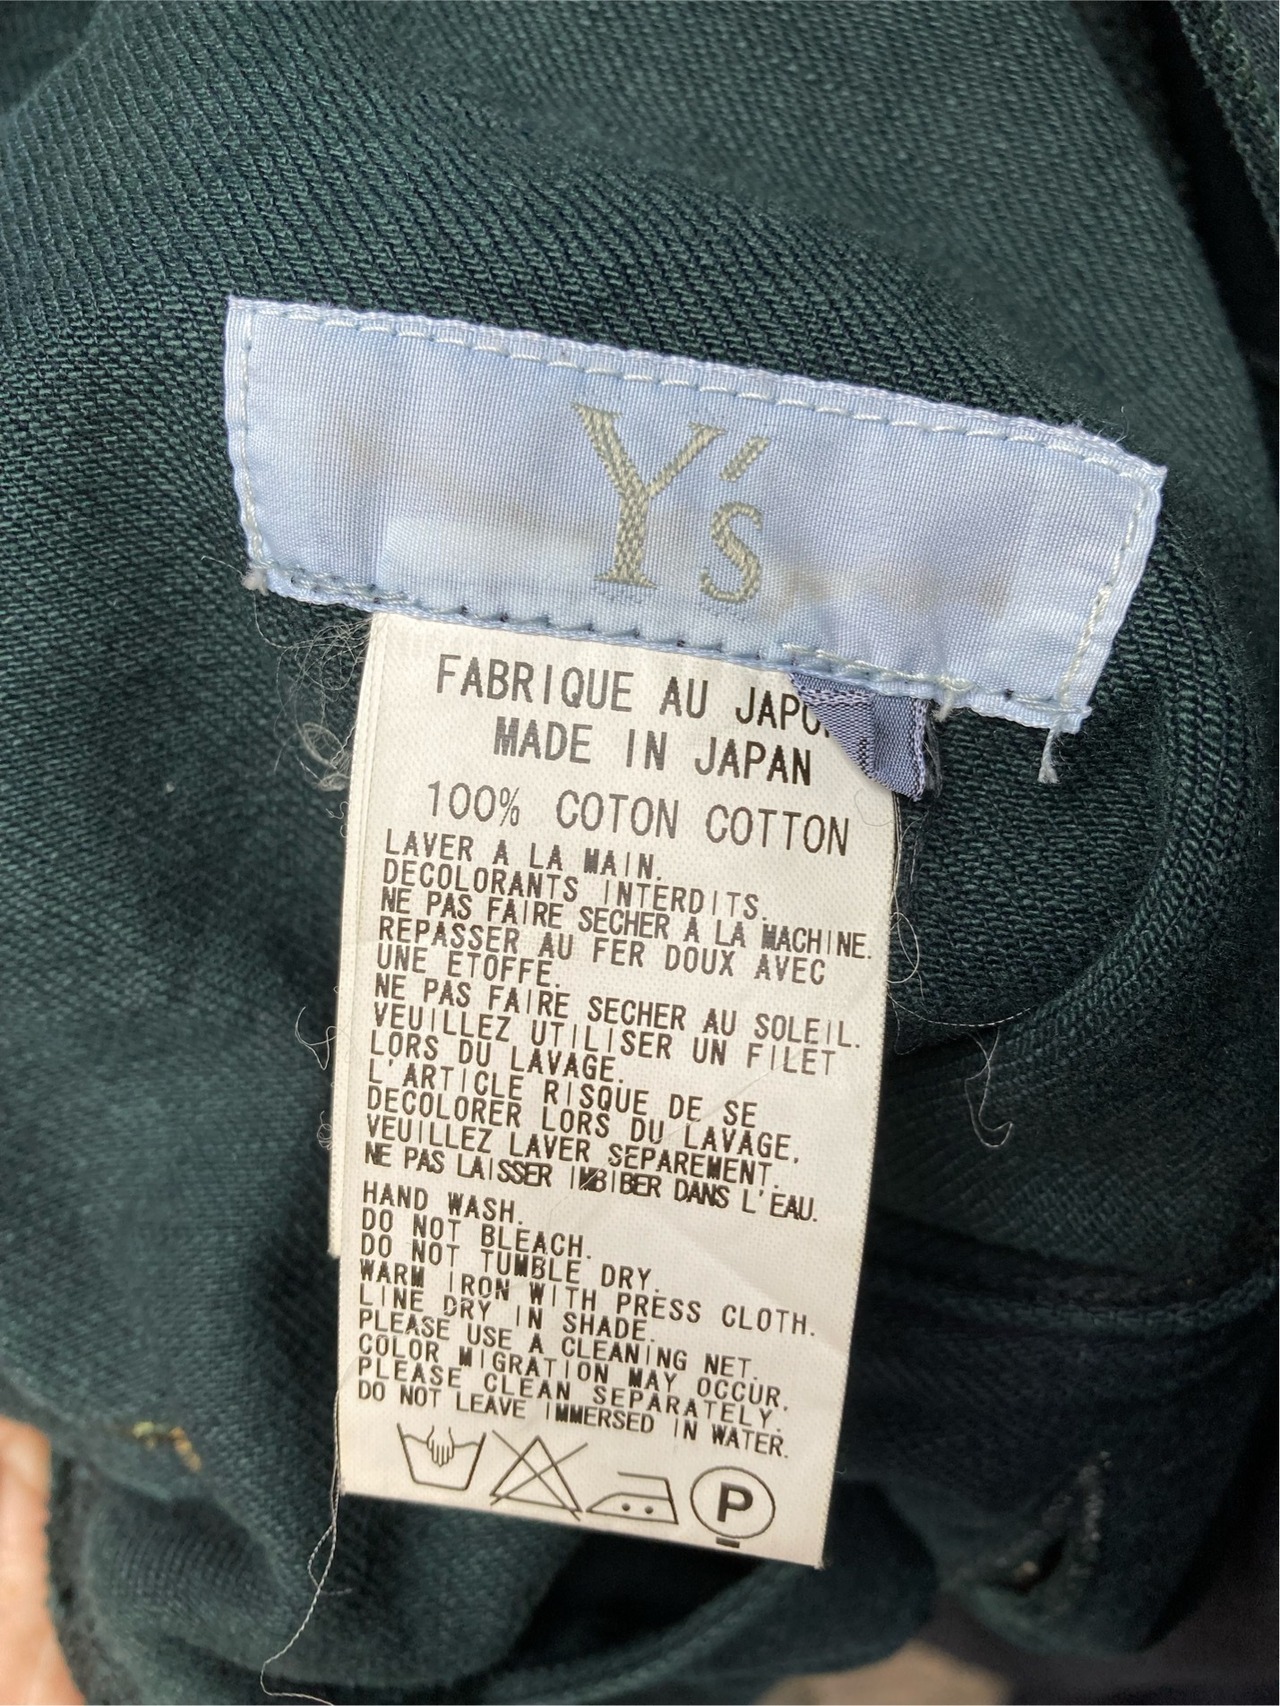 Y's
FABRIQUE AU
MADE IN JAPAN
100% COTON COTTON
LAVER A LA MAIN.
DECOLORANTS INTERDITS.
NE PAS FAIRE SECHER A LA MACHINE.
REPASSER AU FER DOUX AVEC
UNE ETOFFE.
NE PAS FAIRE SECHER AU SOLEIL.
VEUILLEZ UTILISER UN FILET
LORS DU LAVAGE.
L'ARTICLE RISQUE DE SE
DECOLORER LORS DU LAVAGE.
VEUILLEZ LAVER SEPAREMENT.
NE PAS LAISSER IMBIBER DANS L'EAU.
HAND WASH.
DO NOT BLEACH.
DO NOT TUMBLE DRY.
WARM IRON WITH PRESS CLOTH.
LINE DRY IN SHADE.
PLEASE USE A CLEANING NET.
COLOR MIGRATION MAY OCCUR.
PLEASE CLEAN SEPARATELY.
DO NOT LEAVE IMMERSED IN WATER.
P